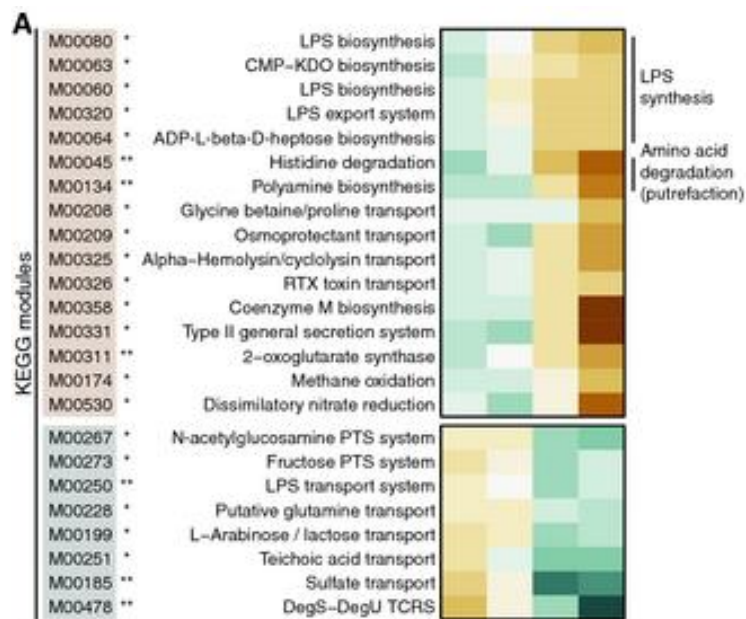 A
KEGG modules
M00080 * LPS biosynthesis
M00063 * CMP-KDO biosynthesis
M00060 * LPS biosynthesis
M00320 * LPS export system
M00064 * ADP-L-beta-D-heptose biosynthesis
M00045 ** Histidine degradation
M00134 ** Polyamine biosynthesis
M00208 * Glycine betaine/proline transport
M00209 * Osmoprotectant transport
M00325 * Alpha-Hemolysin/cyclolysin transport
M00326 * RTX toxin transport
M00358 * Coenzyme M biosynthesis
M00331 * Type II general secretion system
M00311 ** 2-oxoglutarate synthase
M00174 * Methane oxidation
M00530 * Dissimilatory nitrate reduction
LPS
synthesis
Amino acid
degradation
(putrefaction)
M00267 * N-acetylglucosamine PTS system
M00273 * Fructose PTS system
M00250 ** LPS transport system
M00228 * Putative glutamine transport
M00199 * L-Arabinose / lactose transport
M00251 * Teichoic acid transport
M00185 ** Sulfate transport
M00478 ** DegS-DegU TCRS